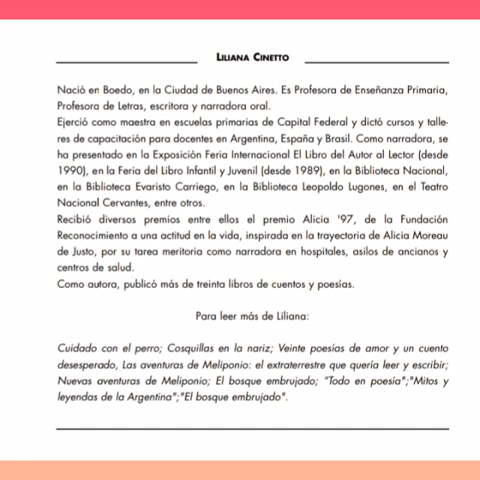 LILIANA CINETTO
Nació en Boedo, en la Ciudad de Buenos Aires. Es Profesora de Enseñanza Primaria,
Profesora de Letras, escritora y narradora oral.
Ejerció como maestra en escuelas primarias de Capital Federal y dictó cursos y talle-
res de capacitación para docentes en Argentina, España y Brasil. Como narradora, se
ha presentado en la Exposición Feria Internacional El Libro del Autor al Lector (desde
1990), en la Feria del Libro Infantil y Juvenil (desde 1989), en la Biblioteca Nacional,
en la Biblioteca Evaristo Carriego, en la Biblioteca Leopoldo Lugones, en el Teatro
Nacional Cervantes, entre otros.
Recibió diversos premios entre ellos el premio Alicia '97, de la Fundación
Reconocimiento a una actitud en la vida, inspirada en la trayectoria de Alicia Moreau
de Justo, por su tarea meritoria como narradora en hospitales, asilos de ancianos y
centros de salud.
Como autora, publicó más de treinta libros de cuentos y poesías.
Para leer más de Liliana:
Cuidado con el perro; Cosquillas en la nariz; Veinte poesías de amor y un cuento
desesperado, Las aventuras de Meliponio: el extraterrestre que quería leer y escribir;
Nuevas aventuras de Meliponio; El bosque embrujado; "Todo en poesía";"Mitos y
leyendas de la Argentina";"El bosque embrujado".